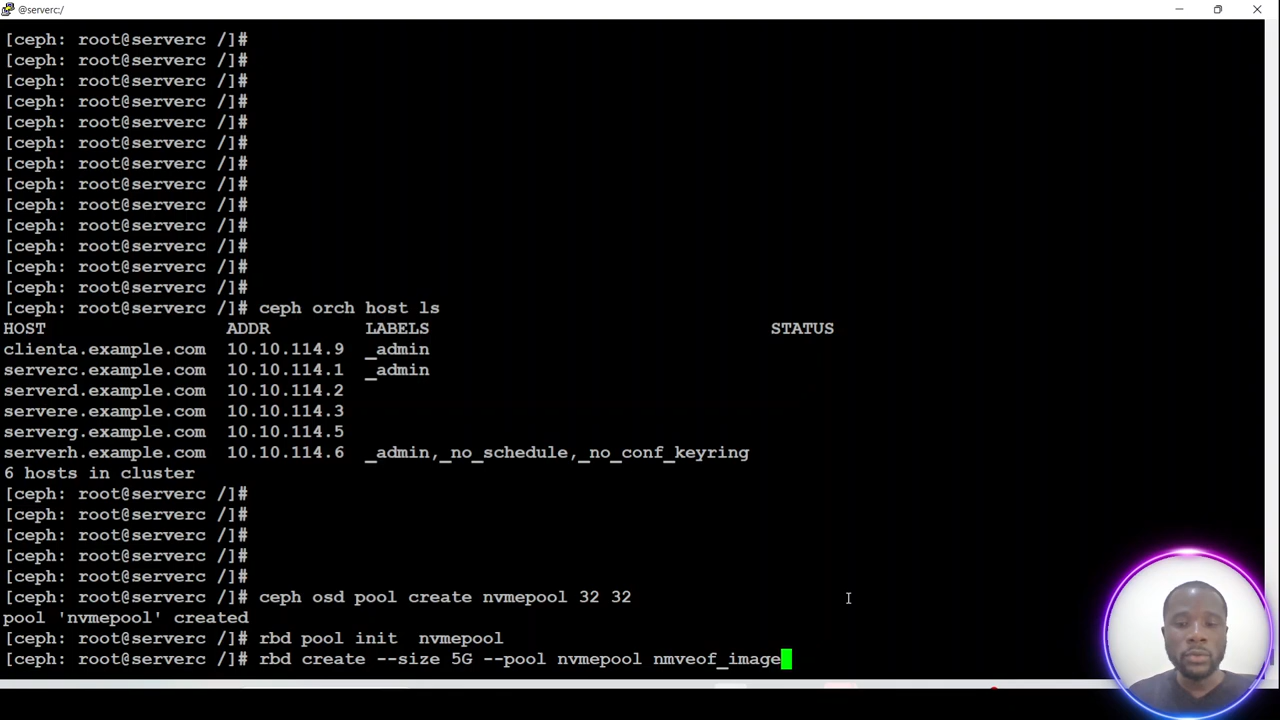 @serverc:/
[ceph: root@serverc /]#
[ceph: root@serverc /]#
[ceph: root@serverc /]#
[ceph: root@serverc /]#
[ceph: root@serverc /]#
[ceph: root@serverc /]#
[ceph: root@serverc /]#
[ceph: root@serverc /]#
[ceph: root@serverc /]#
[ceph: root@serverc /]#
[ceph: root@serverc /]#
[ceph: root@serverc /]#
[ceph: root@serverc /]#
[ceph: root@serverc /]# ceph orch host ls
HOST ADDR LABELS STATUS
clienta.example.com 10.10.114.9 _admin
serverc.example.com 10.10.114.1 _admin
serverd.example.com 10.10.114.2
servere.example.com 10.10.114.3
serverg.example.com 10.10.114.5
serverh.example.com 10.10.114.6 _admin,_no_schedule,_no_conf_keyring
6 hosts in cluster
[ceph: root@serverc /]#
[ceph: root@serverc /]#
[ceph: root@serverc /]#
[ceph: root@serverc /]#
[ceph: root@serverc /]#
[ceph: root@serverc /]# ceph osd pool create nvmepool 32 32
pool 'nvmepool' created
[ceph: root@serverc /]# rbd pool init  nvmepool
[ceph: root@serverc /]# rbd create --size 5G --pool nvmepool nmveof_image